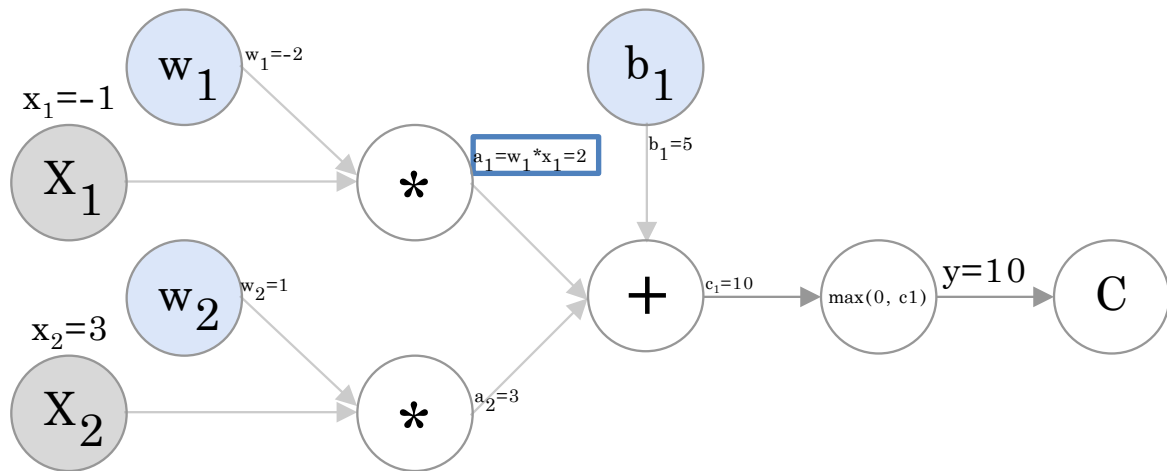 w₁
w₁=-2
b₁
x₁=-1
X₁
*
a₁=w₁*x₁=2
b₁=5
w₂
w₂=1
+
c₁=10
max(0, c1)
y=10
C
x₂=3
X₂
*
a₂=3